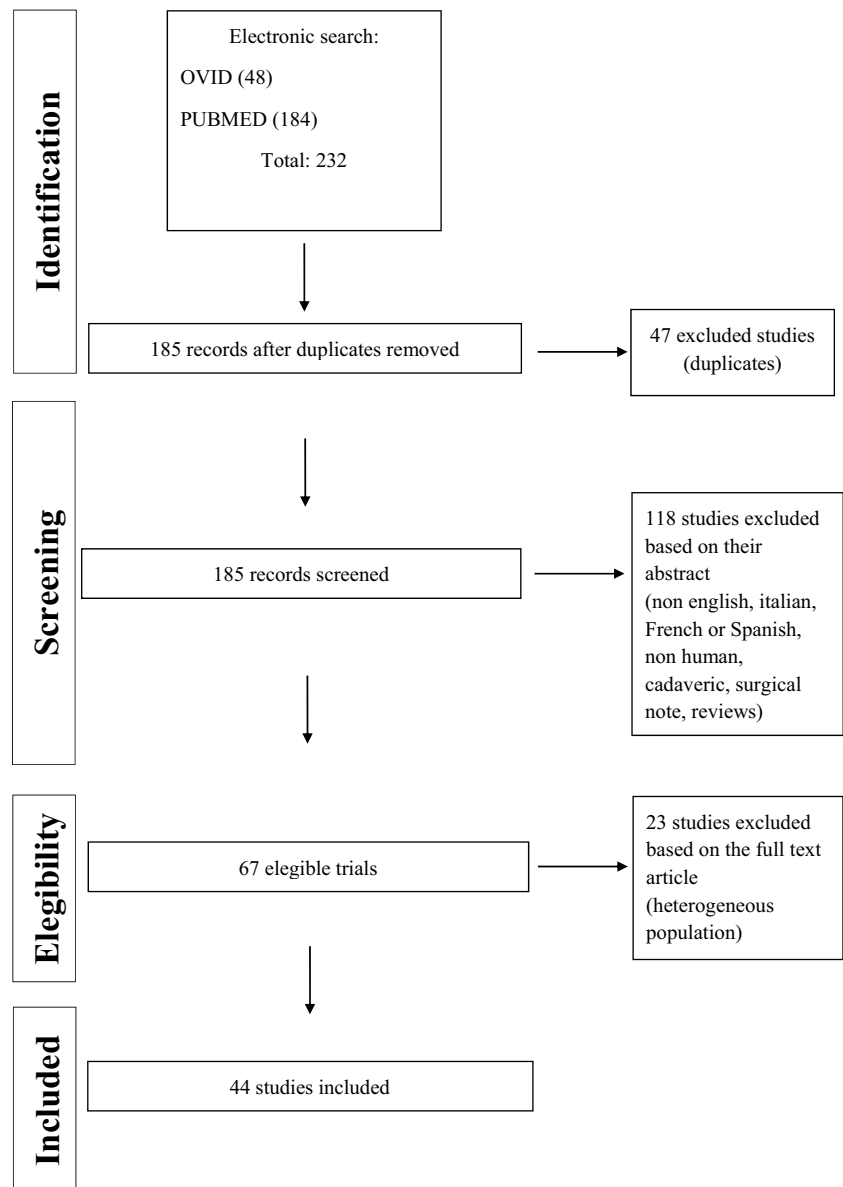 Identification
Electronic search:
OVID (48)
PUBMED (184)
Total: 232
185 records after duplicates removed
47 excluded studies
(duplicates)
Screening
185 records screened
118 studies excluded
based on their
abstract
(non english, italian,
French or Spanish,
non human,
cadaveric, surgical
note, reviews)
Elegibility
67 elegible trials
23 studies excluded
based on the full text
article
(heterogeneous
population)
Included
44 studies included